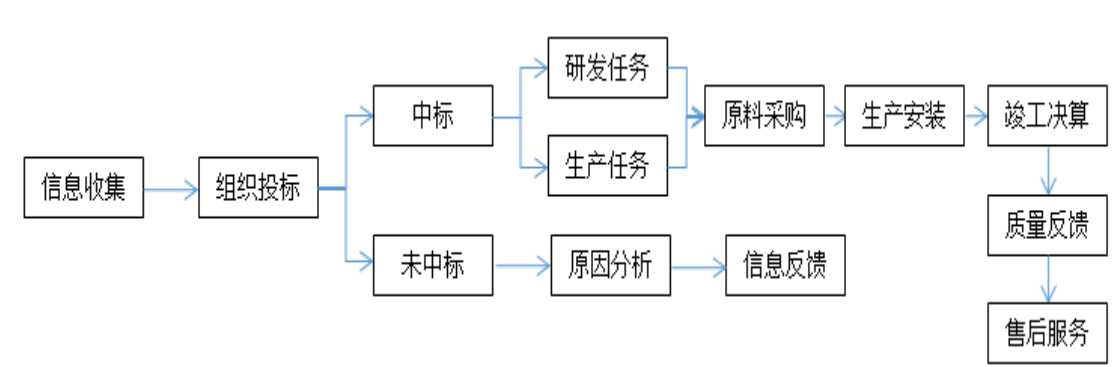 信息收集
组织投标
中标
研发任务
生产任务
原料采购
生产安装
竣工决算
质量反馈
售后服务
未中标
原因分析
信息反馈